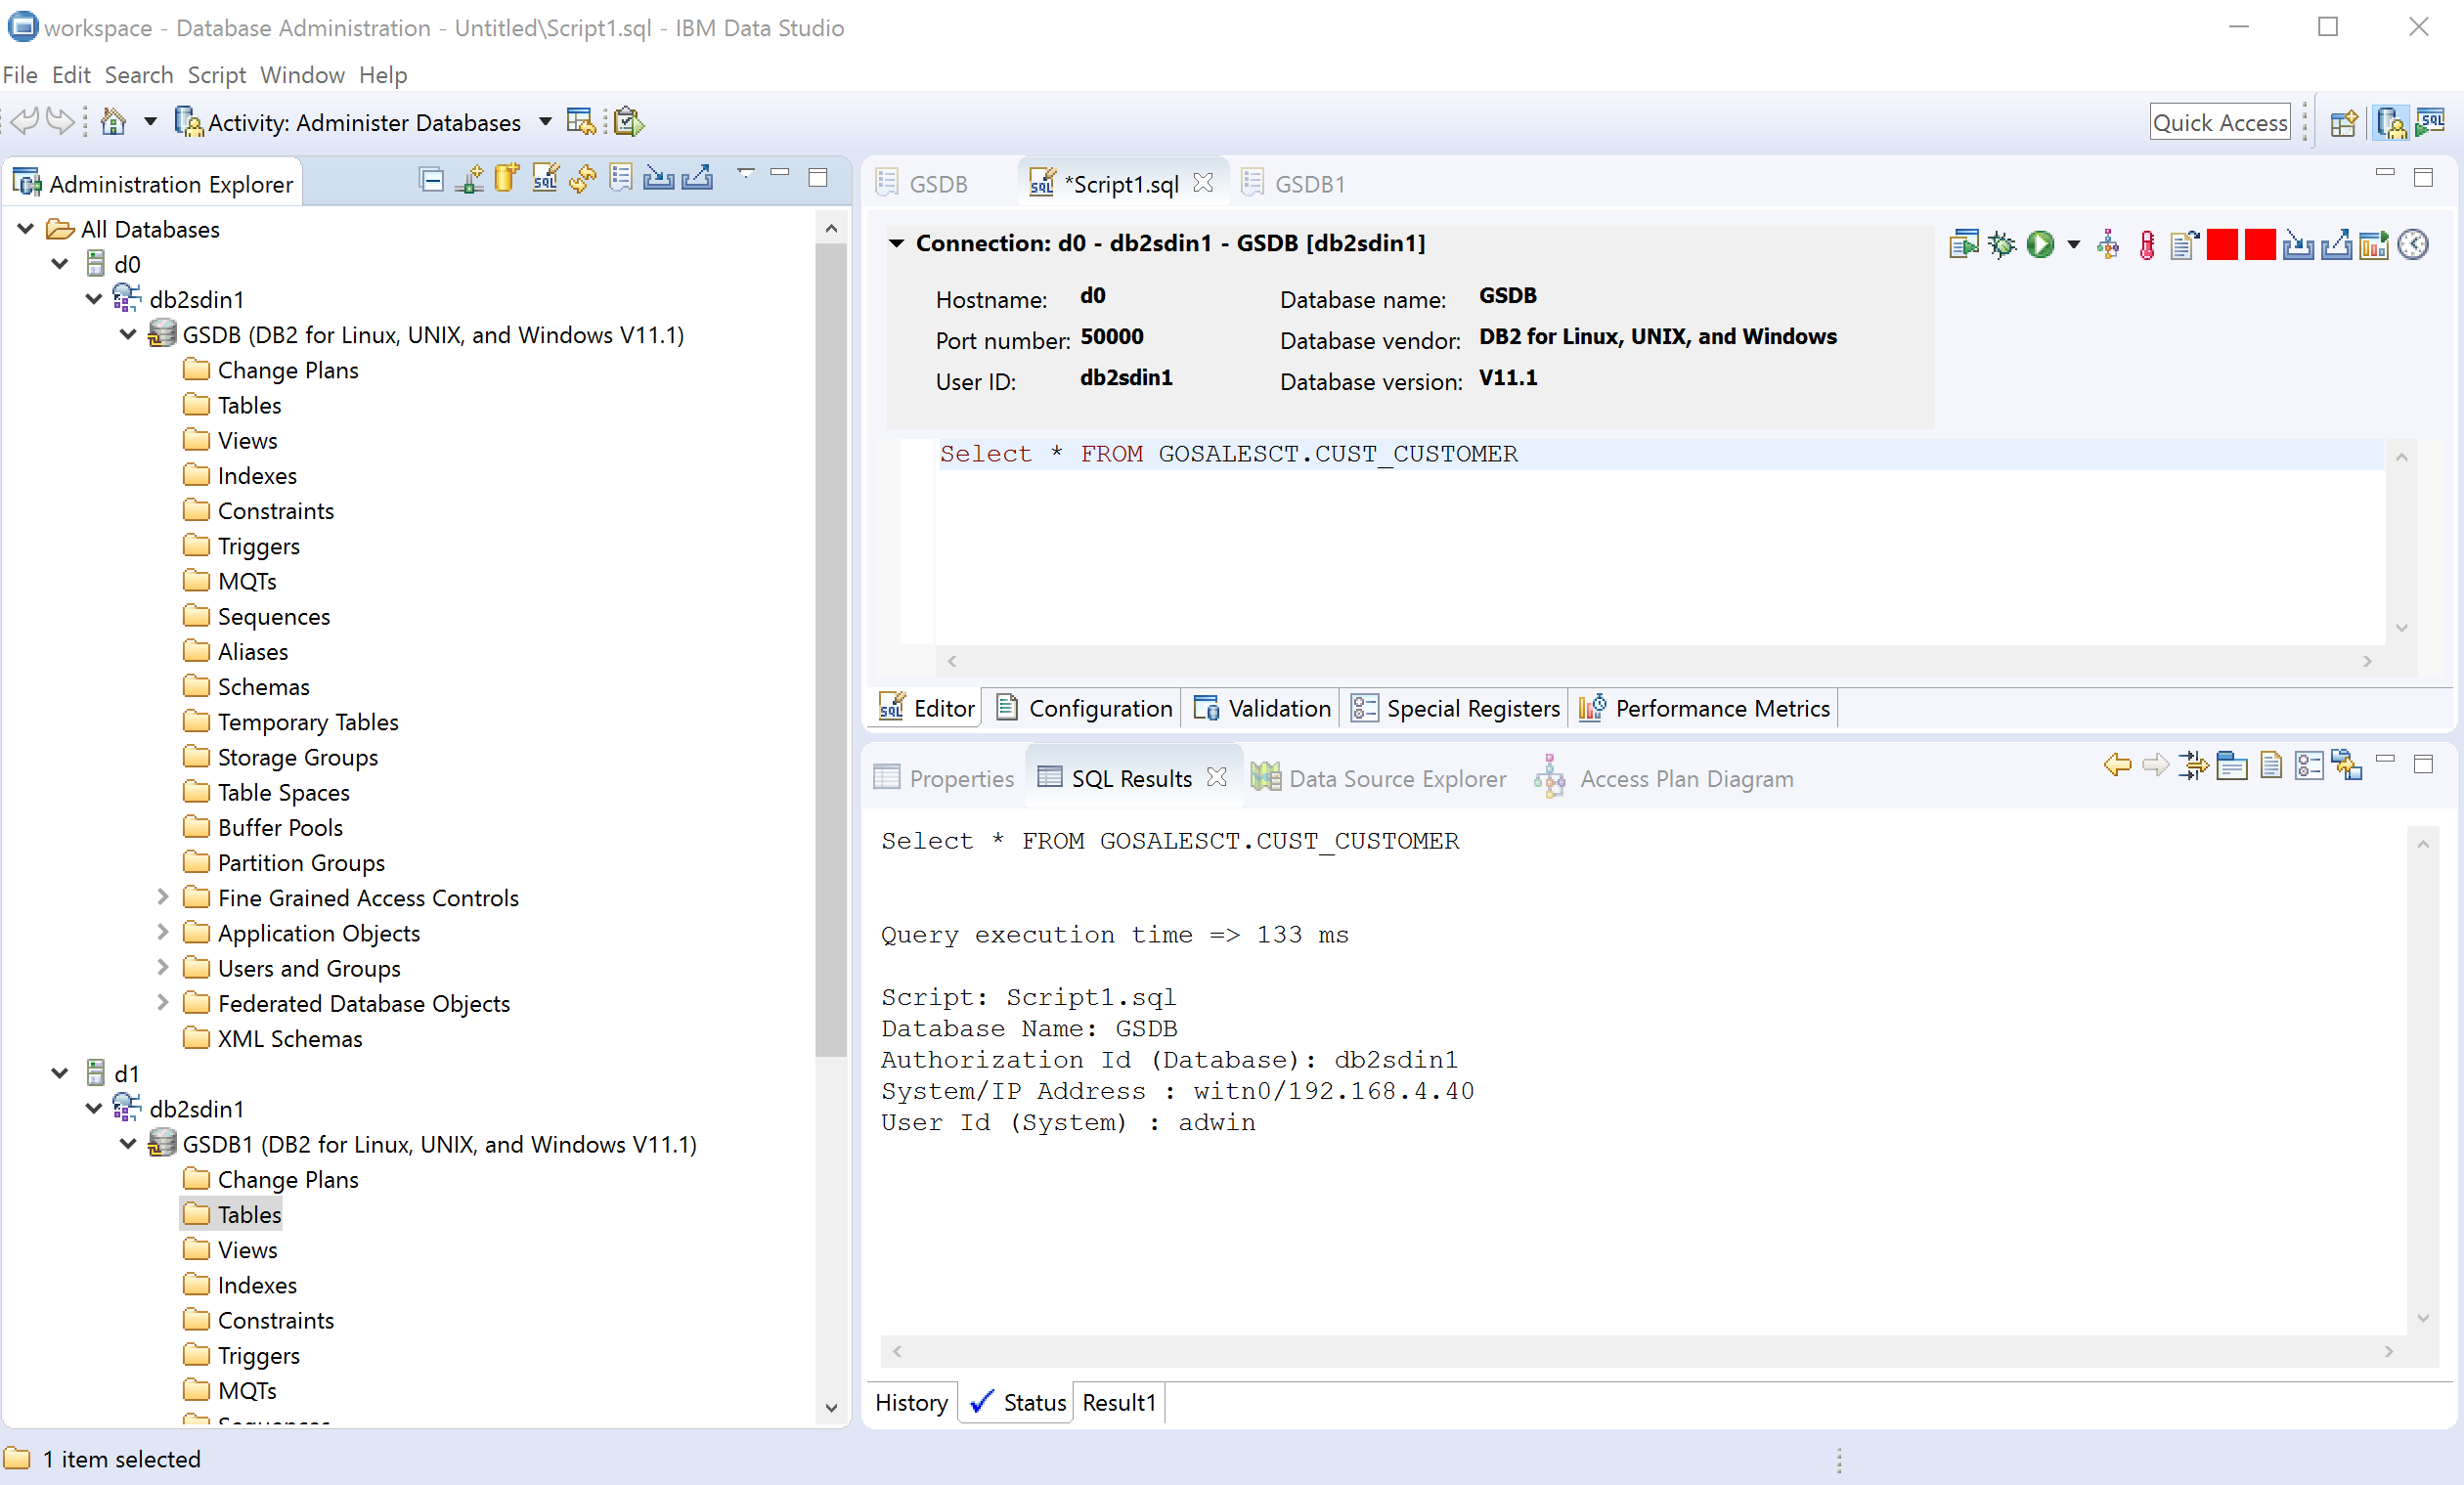 workspace - Database Administration - Untitled\Script1.sql - IBM Data Studio
File Edit Search Script Window Help
Activity: Administer Databases
Quick Access
Administration Explorer
All Databases
d0
db2sdin1
GSDB (DB2 for Linux, UNIX, and Windows V11.1)
Change Plans
Tables
Views
Indexes
Constraints
Triggers
MQTs
Sequences
Aliases
Schemas
Temporary Tables
Storage Groups
Table Spaces
Buffer Pools
Partition Groups
Fine Grained Access Controls
Application Objects
Users and Groups
Federated Database Objects
XML Schemas
d1
db2sdin1
GSDB1 (DB2 for Linux, UNIX, and Windows V11.1)
Change Plans
Tables
Views
Indexes
Constraints
Triggers
MQTs
Sequences
GSDB *Script1.sql GSDB1
Connection: d0 - db2sdin1 - GSDB [db2sdin1]
Hostname: d0 Database name: GSDB
Port number: 50000 Database vendor: DB2 for Linux, UNIX, and Windows
User ID: db2sdin1 Database version: V11.1
Select * FROM GOSALESCT.CUST_CUSTOMER
Editor Configuration Validation Special Registers Performance Metrics
Properties SQL Results Data Source Explorer Access Plan Diagram
Select * FROM GOSALESCT.CUST_CUSTOMER
Query execution time => 133 ms
Script: Script1.sql
Database Name: GSDB
Authorization Id (Database): db2sdin1
System/IP Address : witn0/192.168.4.40
User Id (System) : adwin
History Status Result1
1 item selected